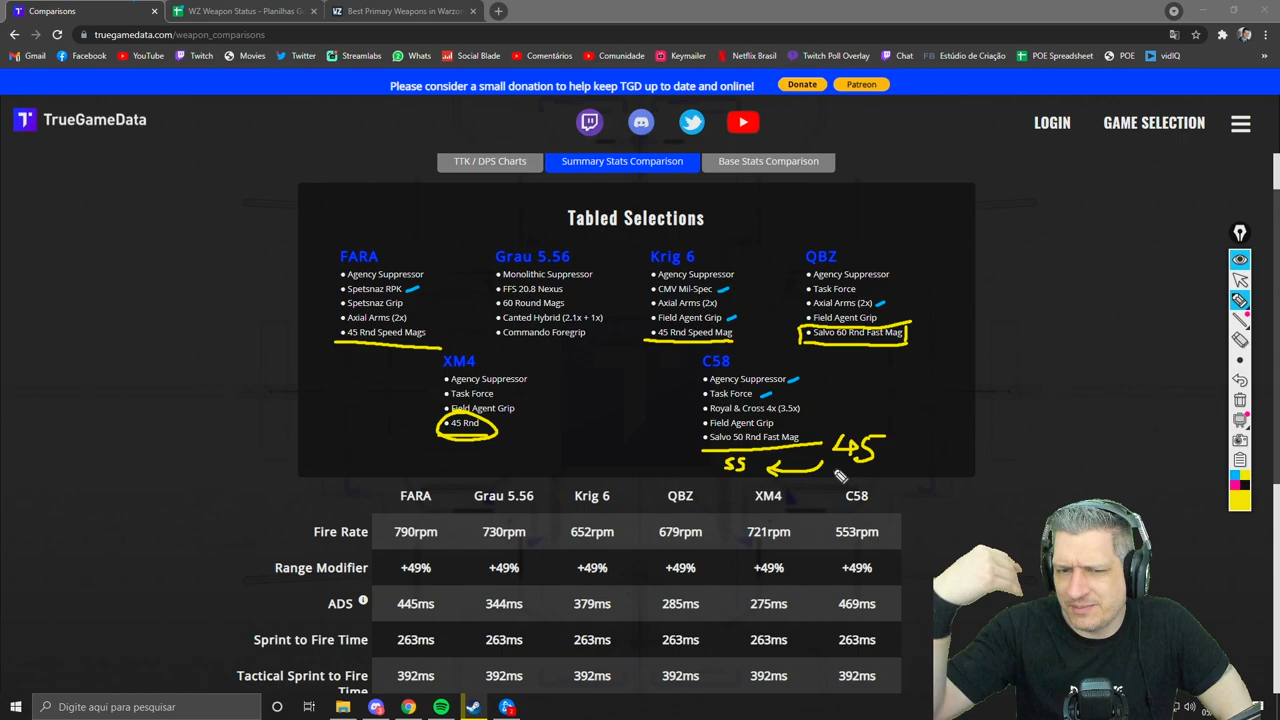 Comparisons
WZ Weapon Status - Planilhas G
Best Primary Weapons in Warzor
truegamedata.com/weapon_comparisons
Gmail Facebook YouTube Twitch Movies Twitter Streamlabs Whats Social Blade Comentários Comunidade Keymailer Netflix Brasil Twitch Poll Overlay Chat FB Estúdio de Criação POE Spreadsheet POE vidIQ
Please consider a small donation to help keep TGD up to date and online! Donate Patreon
TrueGameData
LOGIN GAME SELECTION
TTK / DPS Charts Summary Stats Comparison Base Stats Comparison
Tabled Selections
FARA
Agency Suppressor
Spetsnaz RPK
Spetsnaz Grip
Axial Arms (2x)
45 Rnd Speed Mags
Grau 5.56
Monolithic Suppressor
FFS 20.8 Nexus
60 Round Mags
Canted Hybrid (2.1x + 1x)
Commando Foregrip
Krig 6
Agency Suppressor
CMV Mil-Spec
Axial Arms (2x)
Field Agent Grip
45 Rnd Speed Mag
QBZ
Agency Suppressor
Task Force
Axial Arms (2x)
Field Agent Grip
Salvo 60 Rnd Fast Mag
XM4
Agency Suppressor
Task Force
Field Agent Grip
45 Rnd
C58
Agency Suppressor
Task Force
Royal & Cross 4x (3.5x)
Field Agent Grip
Salvo 50 Rnd Fast Mag
45
55
FARA Grau 5.56 Krig 6 QBZ XM4 C58
Fire Rate 790rpm 730rpm 652rpm 679rpm 721rpm 553rpm
Range Modifier +49% +49% +49% +49% +49% +49%
ADS 445ms 344ms 379ms 285ms 275ms 469ms
Sprint to Fire Time 263ms 263ms 263ms 263ms 263ms 263ms
Tactical Sprint to Fire 392ms 392ms 392ms 392ms 392ms 392ms
Time
Digite aqui para pesquisar